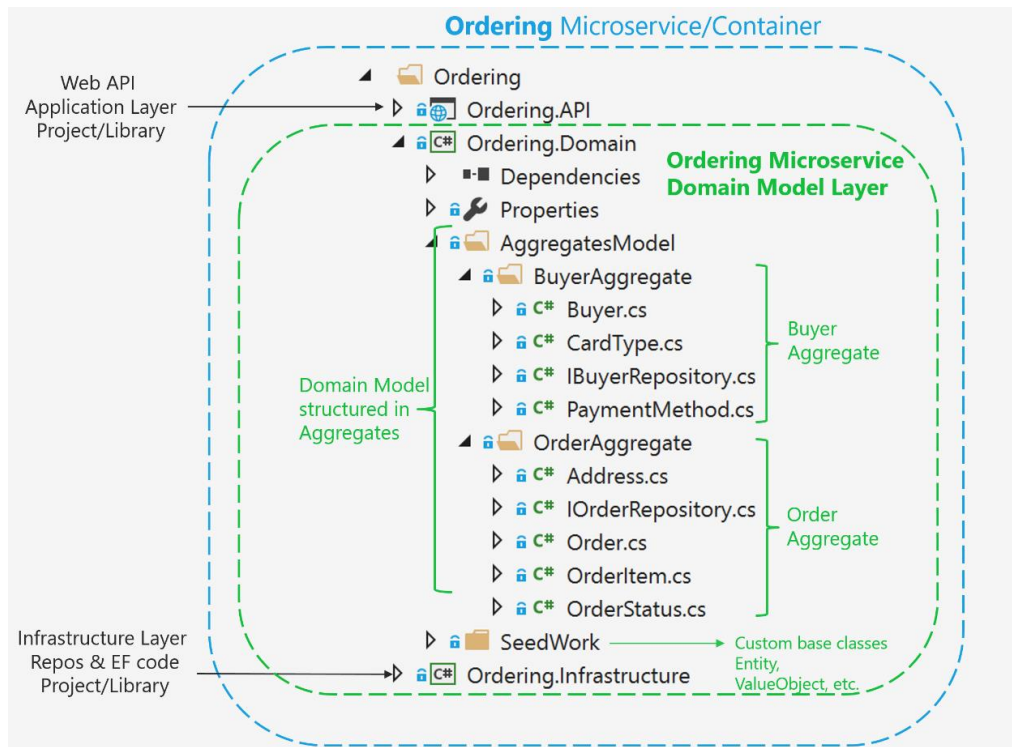 Ordering Microservice/Container
Ordering
Web API
Application Layer
Project/Library
Ordering.API
C# Ordering.Domain
Ordering Microservice
Domain Model Layer
Dependencies
Properties
AggregatesModel
BuyerAggregate
C# Buyer.cs
C# CardType.cs
C# IBuyerRepository.cs
C# PaymentMethod.cs
Buyer
Aggregate
Domain Model
structured in
Aggregates
OrderAggregate
C# Address.cs
C# IOrderRepository.cs
C# Order.cs
C# OrderItem.cs
C# OrderStatus.cs
Order
Aggregate
SeedWork
Custom base classes
Entity,
ValueObject, etc.
Infrastructure Layer
Repos & EF code
Project/Library
C# Ordering.Infrastructure